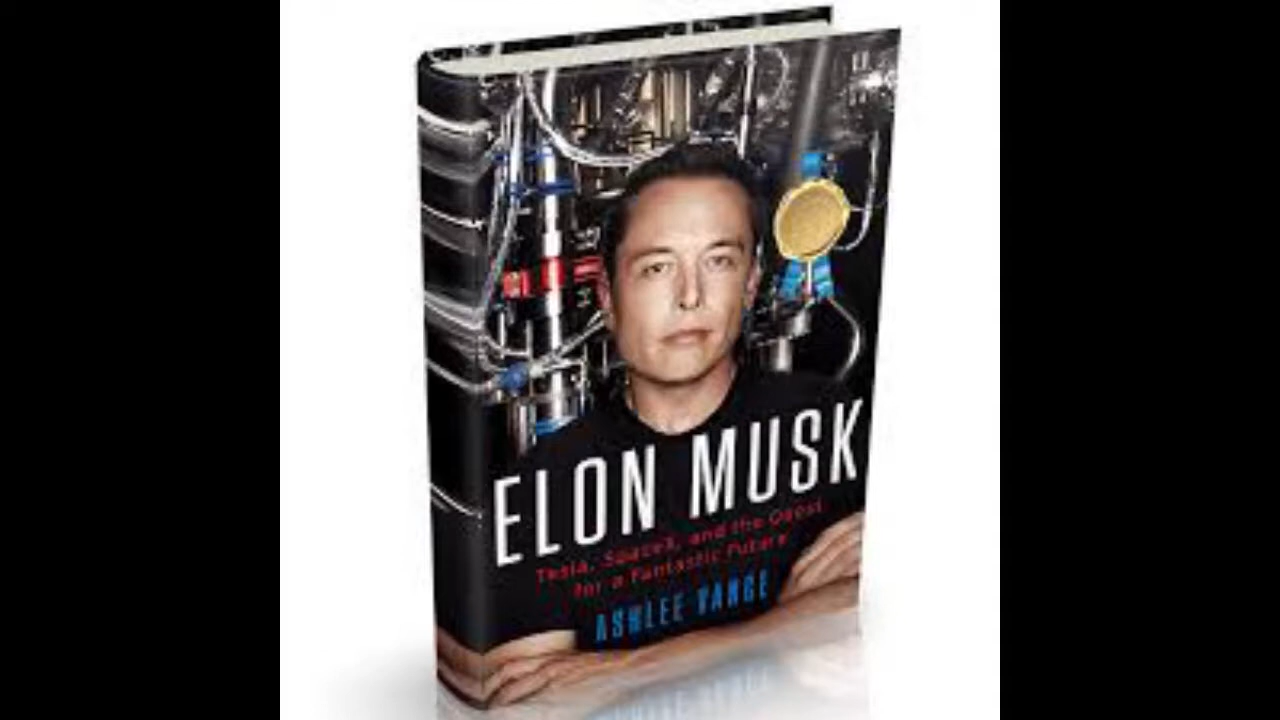 ELON MUSK
Tesla, SpaceX, and the Quest
for a Fantastic Future
ASHLEE VANCE